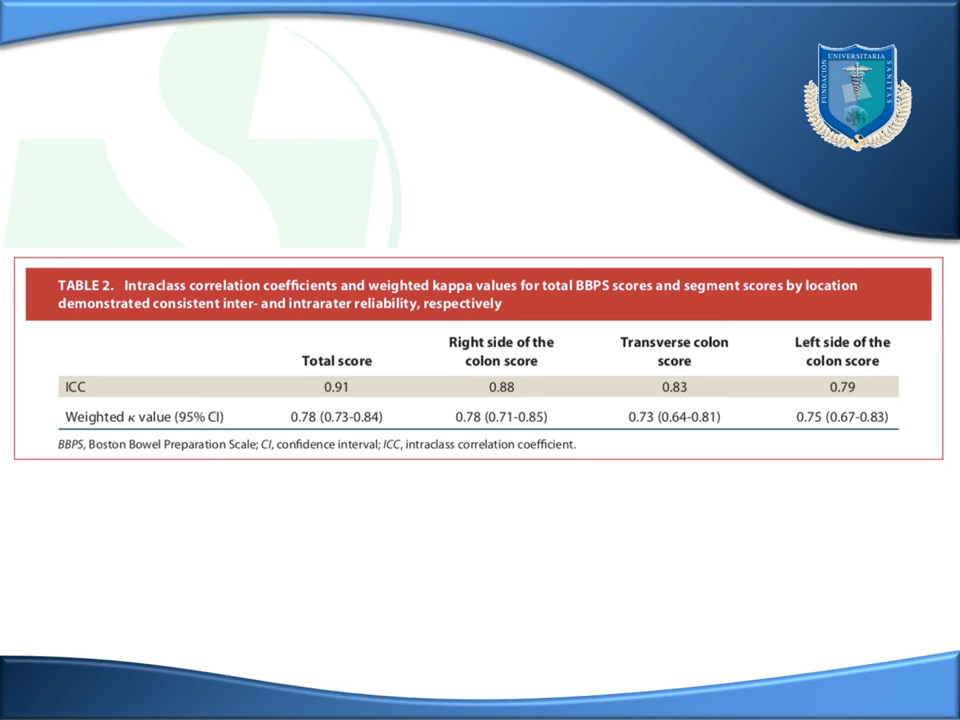 FUNDACIÓN UNIVERSITARIA SANITAS
TABLE 2. Intraclass correlation coefficients and weighted kappa values for total BBPS scores and segment scores by location
demonstrated consistent inter- and intrarater reliability, respectively
Total score Right side of the colon score Transverse colon score Left side of the colon score
ICC 0.91 0.88 0.83 0.79
Weighted κ value (95% CI) 0.78 (0.73-0.84) 0.78 (0.71-0.85) 0.73 (0.64-0.81) 0.75 (0.67-0.83)
BBPS, Boston Bowel Preparation Scale; CI, confidence interval; ICC, intraclass correlation coefficient.